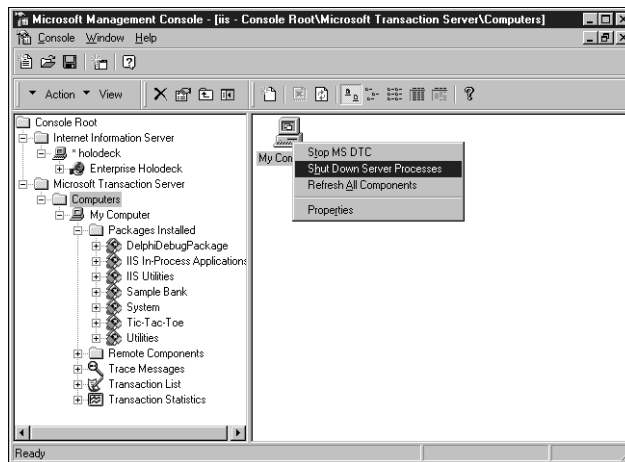 Microsoft Management Console - [iis - Console Root\Microsoft Transaction Server\Computers]
Console Window Help
Action View
Console Root
Internet Information Server
* holodeck
Enterprise Holodeck
Microsoft Transaction Server
Computers
My Computer
Packages Installed
DelphiDebugPackage
IIS In-Process Applications
IIS Utilities
Sample Bank
System
Tic-Tac-Toe
Utilities
Remote Components
Trace Messages
Transaction List
Transaction Statistics
My Con
Stop MS DTC
Shut Down Server Processes
Refresh All Components
Properties
Ready